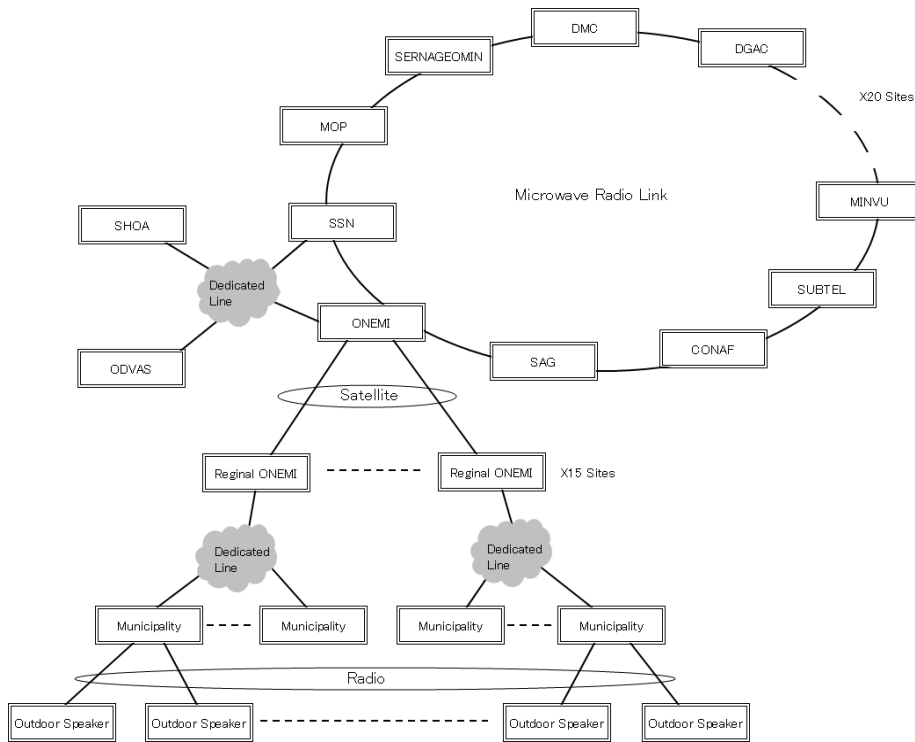 DMC
DGAC
SERNAGEOMIN
X20 Sites
MOP
Microwave Radio Link
MINVU
SHOA
SSN
Dedicated
Line
SUBTEL
ONEMI
CONAF
SAG
ODVAS
Satellite
Reginal ONEMI
Reginal ONEMI
X15 Sites
Dedicated
Line
Dedicated
Line
Municipality
Municipality
Municipality
Municipality
Radio
Outdoor Speaker
Outdoor Speaker
Outdoor Speaker
Outdoor Speaker